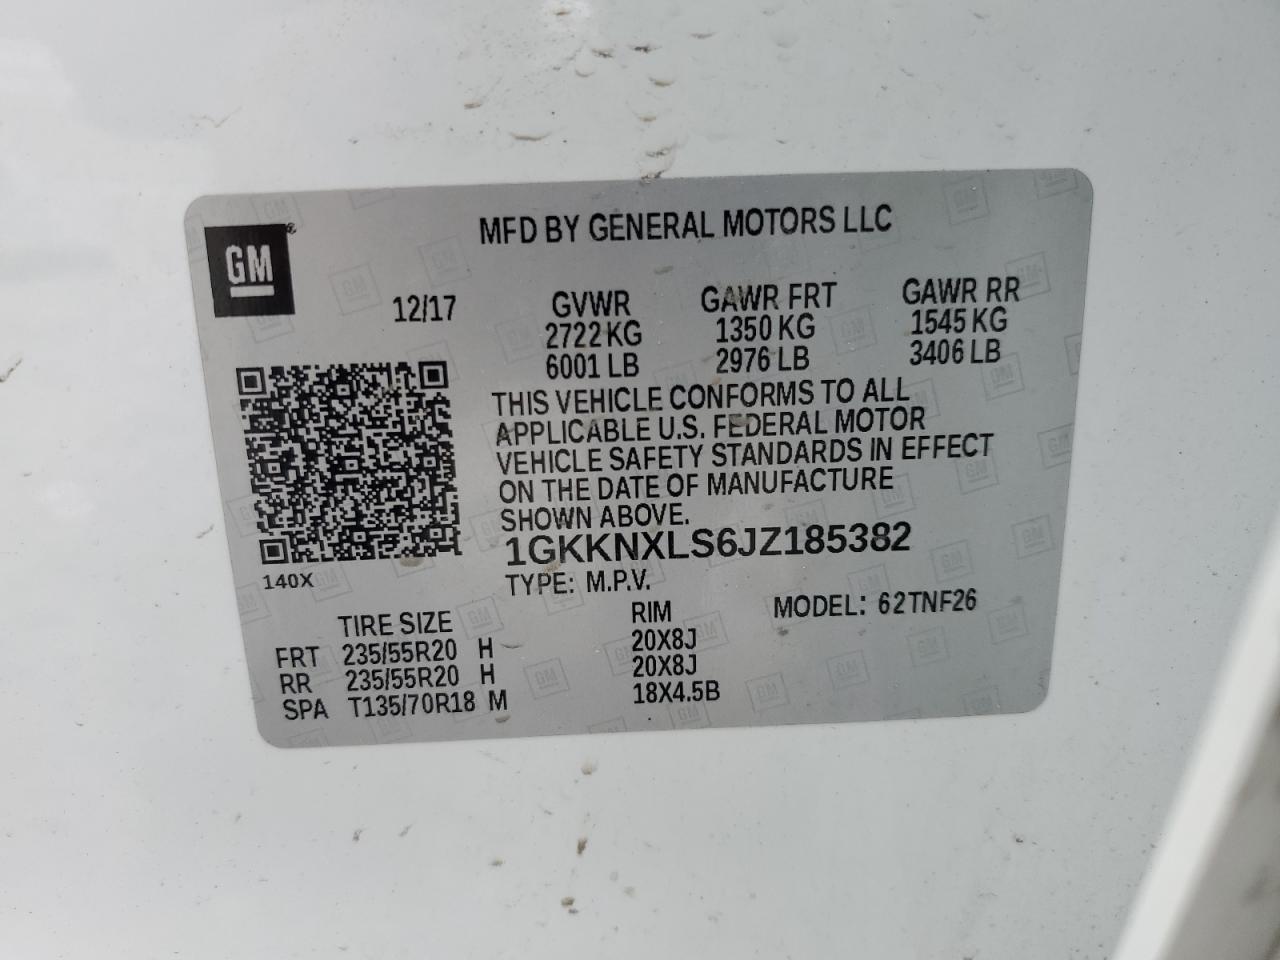 MFD BY GENERAL MOTORS LLC
GM ®
12/17 GVWR GAWR FRT GAWR RR
2722 KG 1350 KG 1545 KG
6001 LB 2976 LB 3406 LB
THIS VEHICLE CONFORMS TO ALL
APPLICABLE U.S. FEDERAL MOTOR
VEHICLE SAFETY STANDARDS IN EFFECT
ON THE DATE OF MANUFACTURE
SHOWN ABOVE.
1GKKNXLS6JZ185382
140X
TYPE: M.P.V.
TIRE SIZE RIM MODEL: 62TNF26
FRT 235/55R20 H 20X8J
RR 235/55R20 H 20X8J
SPA T135/70R18 M 18X4.5B